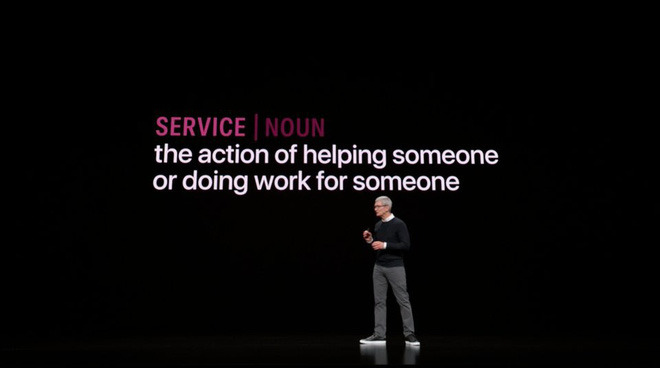 SERVICE | NOUN
the action of helping someone
or doing work for someone